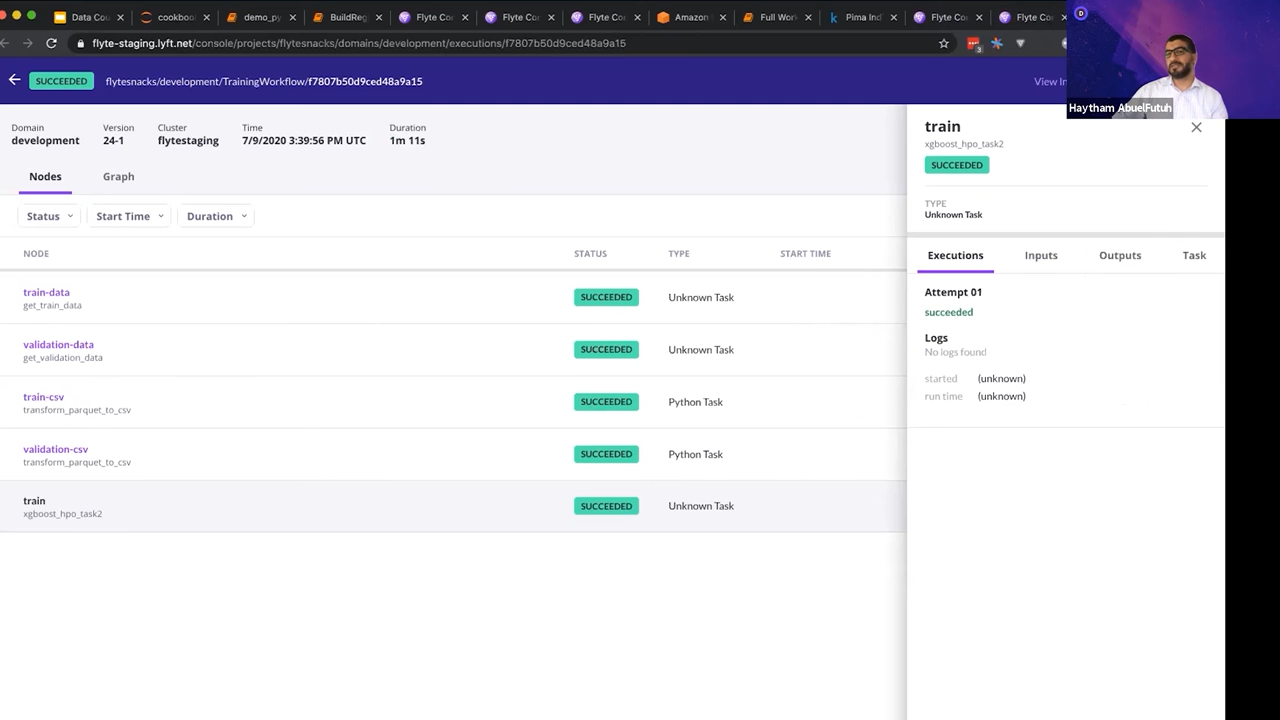 Data Cou
cookboo
demo_py
BuildReg
Flyte Co
Flyte Co
Flyte Co
Amazon
Full Wor
Pima Ind
Flyte Co
Flyte Co
flyte-staging.lyft.net/console/projects/flytesnacks/domains/development/executions/f7807b50d9ced48a9a15
3
D
Haytham AbuelFutuh
SUCCEEDED
flytesnacks/development/TrainingWorkflow/f7807b50d9ced48a9a15
View In
Domain
development
Version
24-1
Cluster
flytestaging
Time
7/9/2020 3:39:56 PM UTC
Duration
1m 11s
Nodes
Graph
Status
Start Time
Duration
NODE
STATUS
TYPE
START TIME
train-data
get_train_data
SUCCEEDED
Unknown Task
validation-data
get_validation_data
SUCCEEDED
Unknown Task
train-csv
transform_parquet_to_csv
SUCCEEDED
Python Task
validation-csv
transform_parquet_to_csv
SUCCEEDED
Python Task
train
xgboost_hpo_task2
SUCCEEDED
Unknown Task
train
xgboost_hpo_task2
SUCCEEDED
TYPE
Unknown Task
Executions
Inputs
Outputs
Task
Attempt 01
succeeded
Logs
No logs found
started (unknown)
run time (unknown)